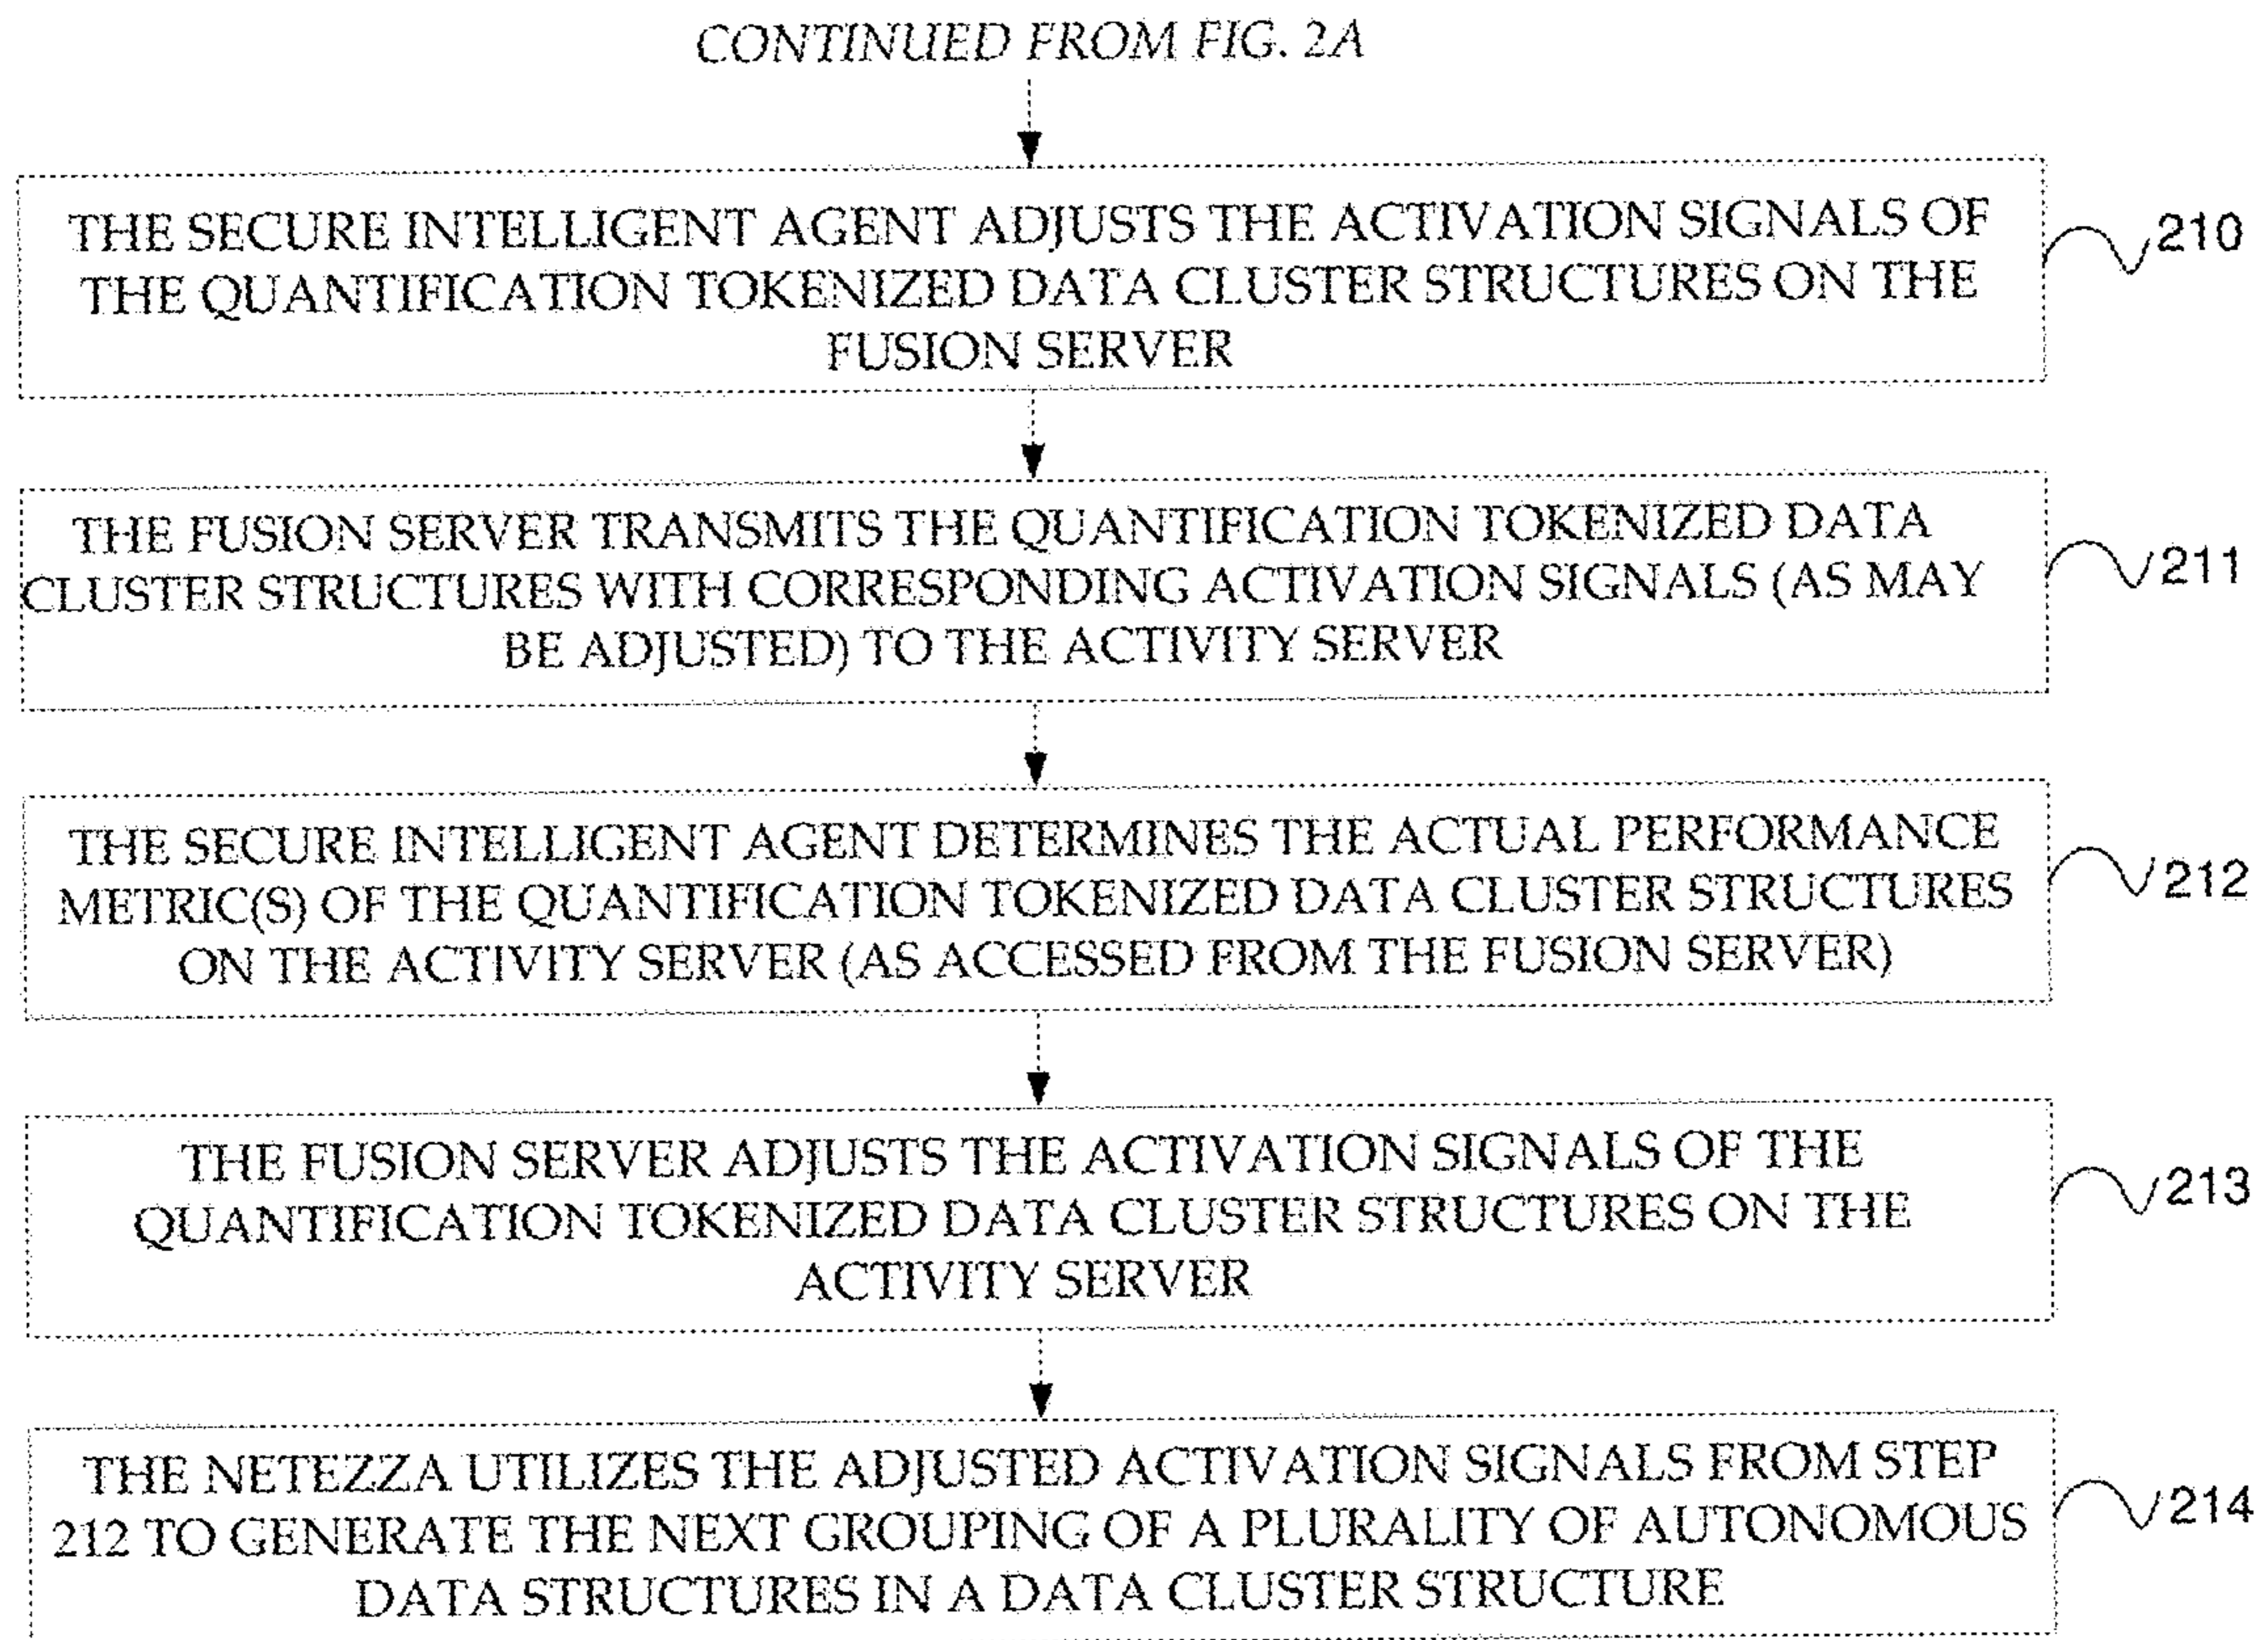 CONTINUED FROM FIG. 2A
THE SECURE INTELLIGENT AGENT ADJUSTS THE ACTIVATION SIGNALS OF
THE QUANTIFICATION TOKENIZED DATA CLUSTER STRUCTURES ON THE
FUSION SERVER
210
THE FUSION SERVER TRANSMITS THE QUANTIFICATION TOKENIZED DATA
CLUSTER STRUCTURES WITH CORRESPONDING ACTIVATION SIGNALS (AS MAY
BE ADJUSTED) TO THE ACTIVITY SERVER
211
THE SECURE INTELLIGENT AGENT DETERMINES THE ACTUAL PERFORMANCE
METRIC(S) OF THE QUANTIFICATION TOKENIZED DATA CLUSTER STRUCTURES
ON THE ACTIVITY SERVER (AS ACCESSED FROM THE FUSION SERVER)
212
THE FUSION SERVER ADJUSTS THE ACTIVATION SIGNALS OF THE
QUANTIFICATION TOKENIZED DATA CLUSTER STRUCTURES ON THE
ACTIVITY SERVER
213
THE NETEZZA UTILIZES THE ADJUSTED ACTIVATION SIGNALS FROM STEP
212 TO GENERATE THE NEXT GROUPING OF A PLURALITY OF AUTONOMOUS
DATA STRUCTURES IN A DATA CLUSTER STRUCTURE
214